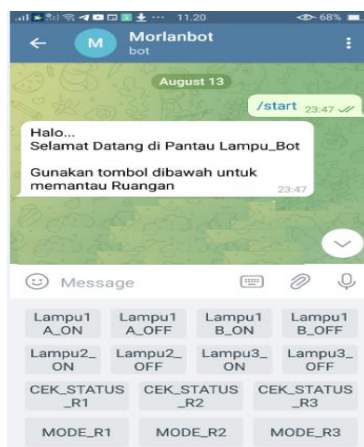 11.20 68%
M Morlanbot
bot
August 13
/start 23:47
Halo...
Selamat Datang di Pantau Lampu_Bot
Gunakan tombol dibawah untuk
memantau Ruangan 23:47
Message
Lampu1 Lampu1 Lampu1 Lampu1
A_ON A_OFF B_ON B_OFF
Lampu2_ Lampu2_ Lampu3_ Lampu3_
ON OFF ON OFF
CEK_STATUS CEK_STATUS CEK_STATUS
_R1 _R2 _R3
MODE_R1 MODE_R2 MODE_R3